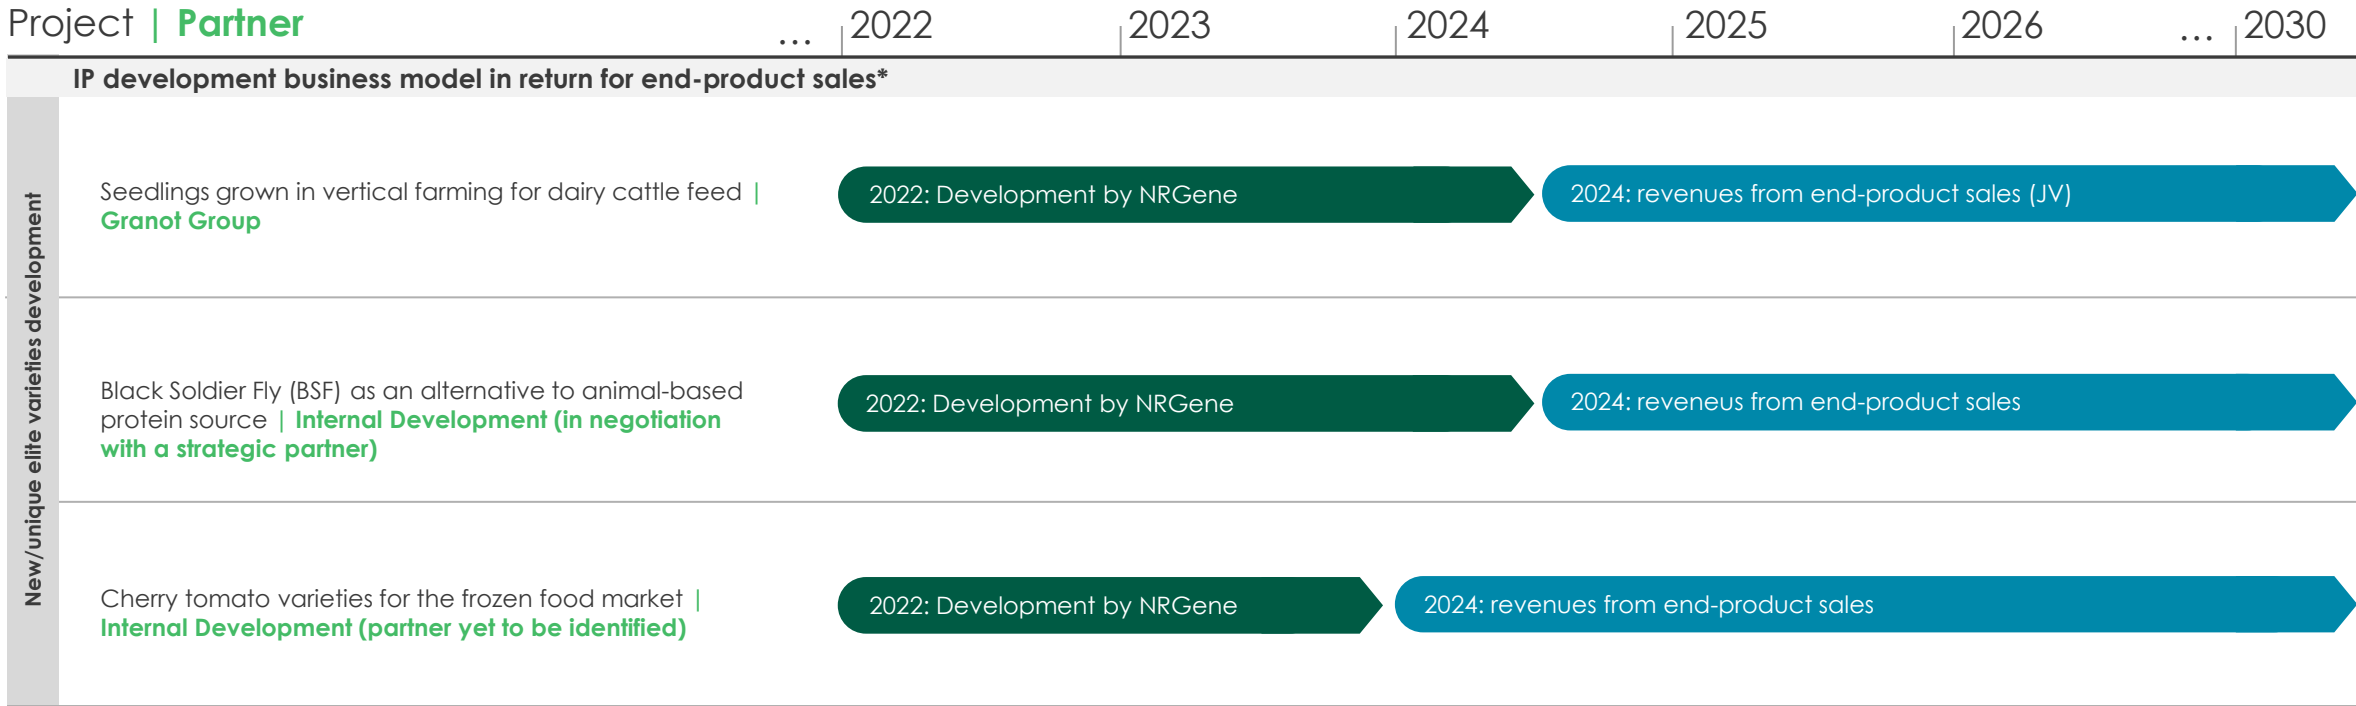 Project | Partner ... 2022 2023 2024 2025 2026 ... 2030
IP development business model in return for end-product sales*
New/unique elite varieties development
Seedlings grown in vertical farming for dairy cattle feed |
Granot Group
2022: Development by NRGene
2024: revenues from end-product sales (JV)
Black Soldier Fly (BSF) as an alternative to animal-based
protein source | Internal Development (in negotiation
with a strategic partner)
2022: Development by NRGene
2024: reveneus from end-product sales
Cherry tomato varieties for the frozen food market |
Internal Development (partner yet to be identified)
2022: Development by NRGene
2024: revenues from end-product sales